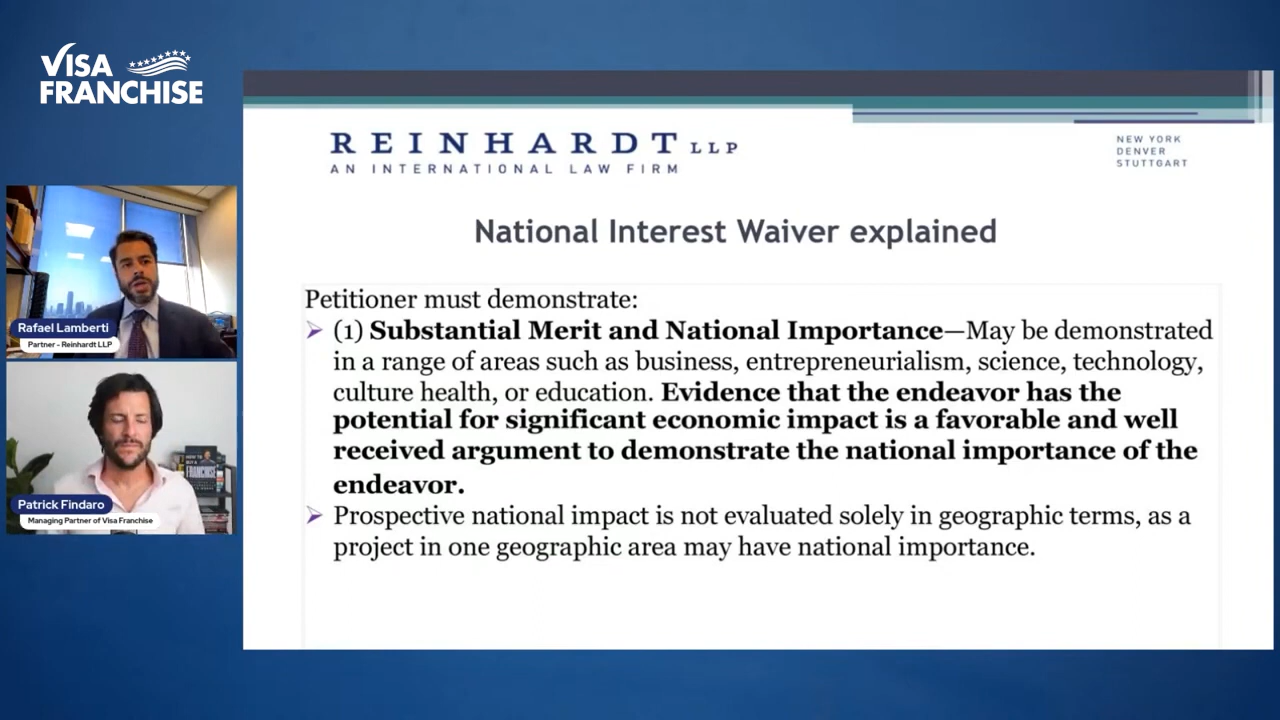 VISA
FRANCHISE
REINHARDT LLP
AN INTERNATIONAL LAW FIRM
NEW YORK
DENVER
STUTTGART
National Interest Waiver explained
Petitioner must demonstrate:
(1) Substantial Merit and National Importance—May be demonstrated
in a range of areas such as business, entrepreneurialism, science, technology,
culture health, or education. Evidence that the endeavor has the
potential for significant economic impact is a favorable and well
received argument to demonstrate the national importance of the
endeavor.
Prospective national impact is not evaluated solely in geographic terms, as a
project in one geographic area may have national importance.
Rafael Lamberti
Partner - Reinhardt LLP
FRANCHISE
Patrick Findaro
Managing Partner of Visa Franchise